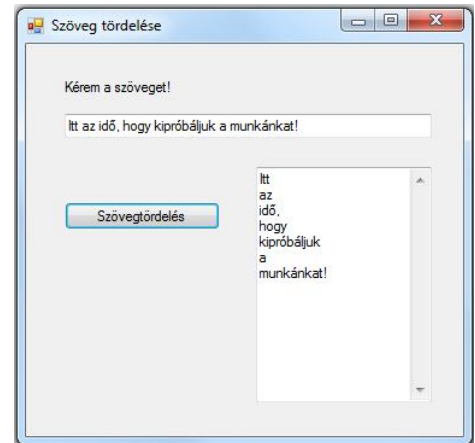 Szöveg tördelése
Kérem a szöveget!
Itt az idő, hogy kipróbáljuk a munkánkat!
Szövegtördelés
Itt
az
idő,
hogy
kipróbáljuk
a
munkánkat!